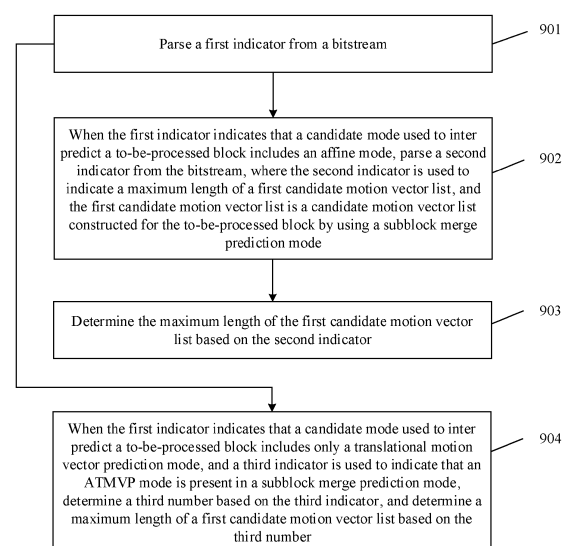 Parse a first indicator from a bitstream
901
When the first indicator indicates that a candidate mode used to inter
predict a to-be-processed block includes an affine mode, parse a second
indicator from the bitstream, where the second indicator is used to
indicate a maximum length of a first candidate motion vector list, and
the first candidate motion vector list is a candidate motion vector list
constructed for the to-be-processed block by using a subblock merge
prediction mode
902
Determine the maximum length of the first candidate motion vector
list based on the second indicator
903
When the first indicator indicates that a candidate mode used to inter
predict a to-be-processed block includes only a translational motion
vector prediction mode, and a third indicator is used to indicate that an
ATMVP mode is present in a subblock merge prediction mode,
determine a third number based on the third indicator, and determine a
maximum length of a first candidate motion vector list based on the
third number
904